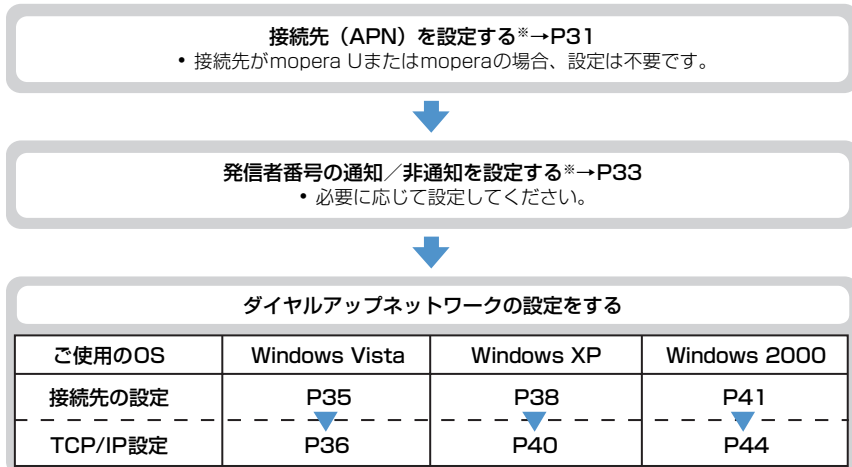 接続先（APN）を設定する※→P31
• 接続先がmopera Uまたはmoperaの場合、設定は不要です。
発信者番号の通知／非通知を設定する※→P33
• 必要に応じて設定してください。
ダイヤルアップネットワークの設定をする
ご使用のOS Windows Vista Windows XP Windows 2000
接続先の設定 P35 P38 P41
TCP/IP設定 P36 P40 P44